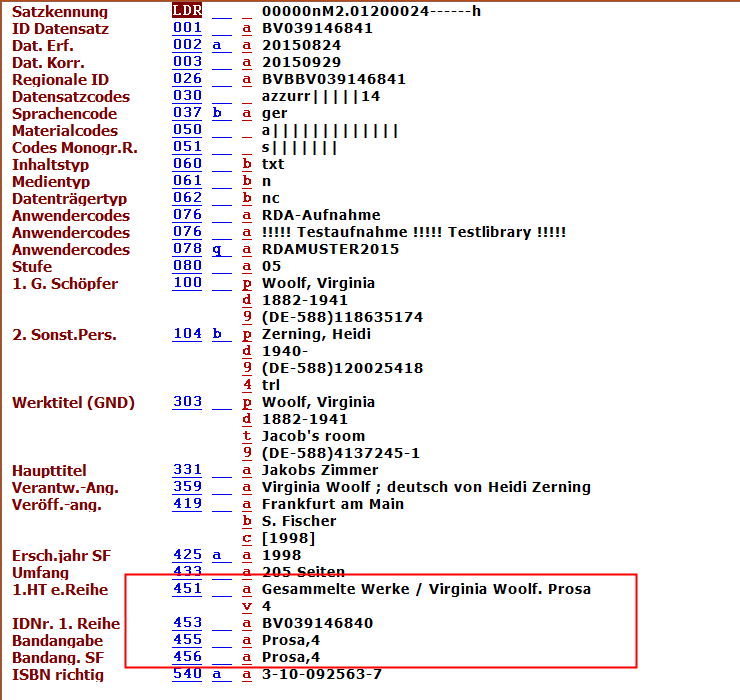 Satzkennung LDR _ _ 00000nM2.01200024------h
ID Datensatz 001 _ a BV039146841
Dat. Erf. 002 a a 20150824
Dat. Korr. 003 _ a 20150929
Regionale ID 026 _ a BVBBV039146841
Datensatzcodes 030 _ _ azzurr|||||14
Sprachencode 037 b a ger
Materialcodes 050 _ _ a|||||||||||||
Codes Monogr.R. 051 _ _ s|||||||
Inhaltstyp 060 _ b txt
Medientyp 061 _ b n
Datenträgertyp 062 _ b nc
Anwendercodes 076 _ a RDA-Aufnahme
Anwendercodes 076 _ a !!!!! Testaufnahme !!!!! Testlibrary !!!!!
Anwendercodes 078 q a RDAMUSTER2015
Stufe 080 _ a 05
1. G. Schöpfer 100 _ p Woolf, Virginia
d 1882-1941
9 (DE-588)118635174
2. Sonst.Pers. 104 b p Zerning, Heidi
d 1940-
9 (DE-588)120025418
4 trl
Werktitel (GND) 303 _ p Woolf, Virginia
d 1882-1941
t Jacob's room
9 (DE-588)4137245-1
Haupttitel 331 _ a Jakobs Zimmer
Verantw.-Ang. 359 _ a Virginia Woolf ; deutsch von Heidi Zerning
Veröff.-ang. 419 _ a Frankfurt am Main
b S. Fischer
c [1998]
Ersch.jahr SF 425 a a 1998
Umfang 433 _ a 205 Seiten
1.HT e.Reihe 451 _ a Gesammelte Werke / Virginia Woolf. Prosa
v 4
IDNr. 1. Reihe 453 _ a BV039146840
Bandangabe 455 _ a Prosa,4
Bandang. SF 456 _ a Prosa,4
ISBN richtig 540 a a 3-10-092563-7